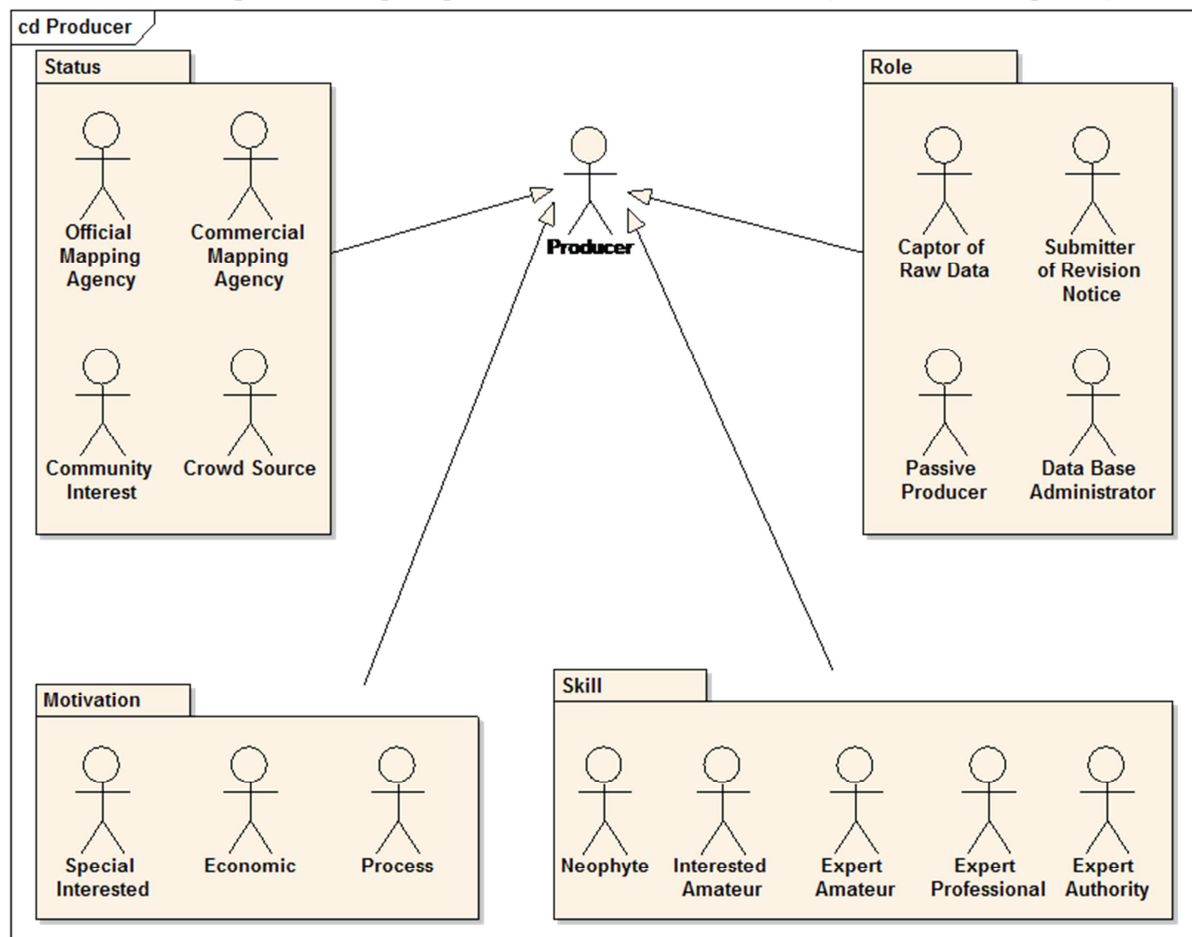 cd Producer
Status
Official
Mapping
Agency
Commercial
Mapping
Agency
Community
Interest
Crowd Source
Producer
Role
Captor of
Raw Data
Submitter
of Revision
Notice
Passive
Producer
Data Base
Administrator
Motivation
Special
Interested
Economic
Process
Skill
Neophyte
Interested
Amateur
Expert
Amateur
Expert
Professional
Expert
Authority